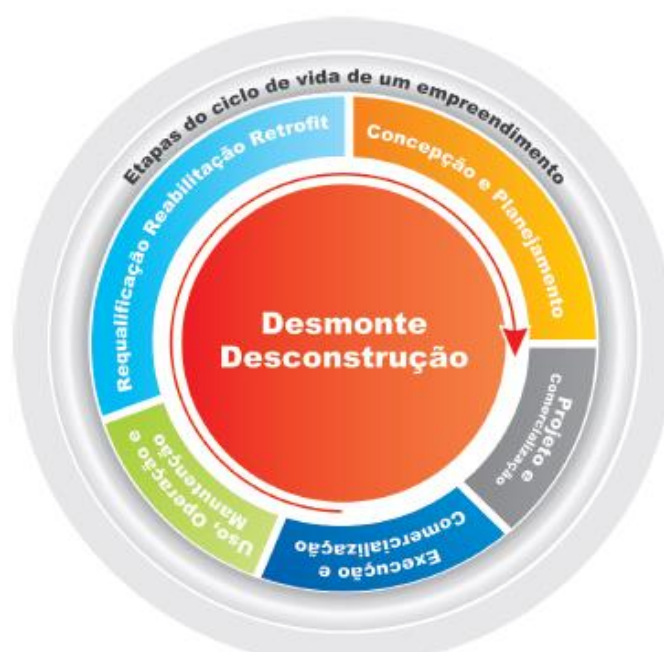 Etapas do ciclo de vida de um empreendimento
Concepção e Planejamento
Projeto e
Comercialização
Execução e
Comercialização
Uso, Operação e
Manutenção
Requalificação Reabilitação Retrofit
Desmonte
Desconstrução